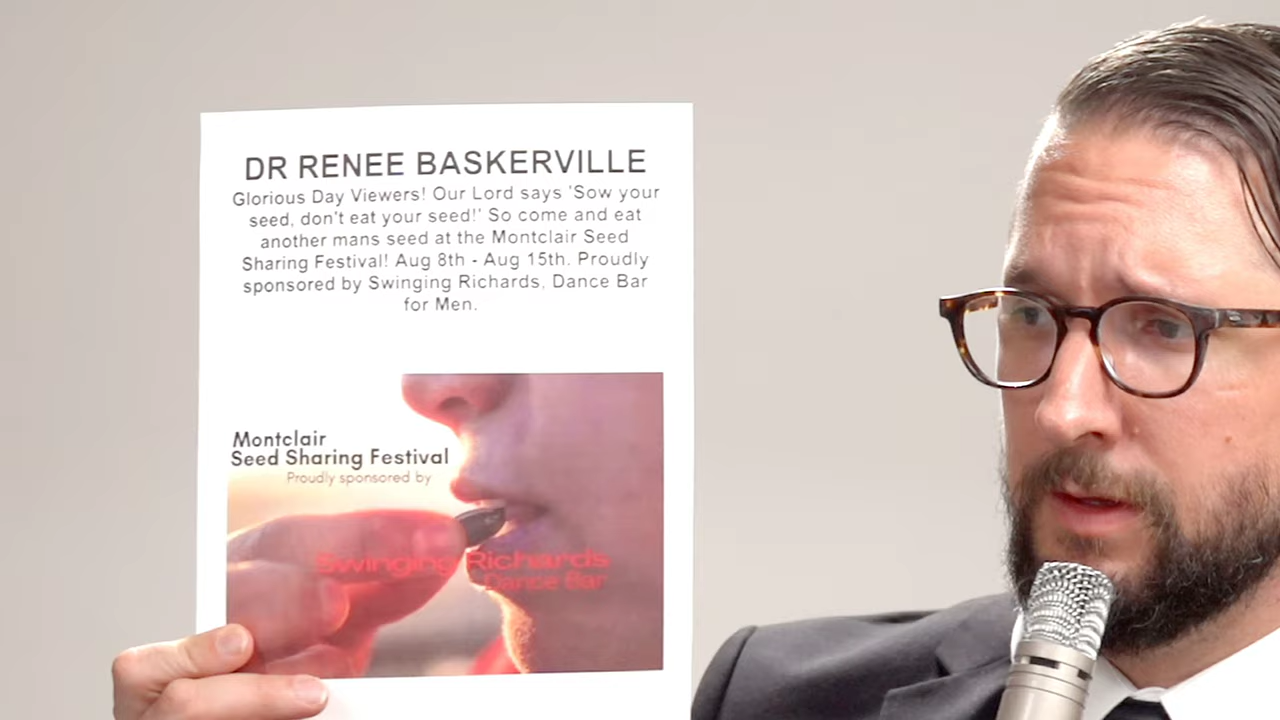 DR RENEE BASKERVILLE
Glorious Day Viewers! Our Lord says 'Sow your
seed, don't eat your seed!' So come and eat
another mans seed at the Montclair Seed
Sharing Festival! Aug 8th - Aug 15th. Proudly
sponsored by Swinging Richards, Dance Bar
for Men.
Montclair
Seed Sharing Festival
Proudly sponsored by
Swinging Richards
Dance Bar